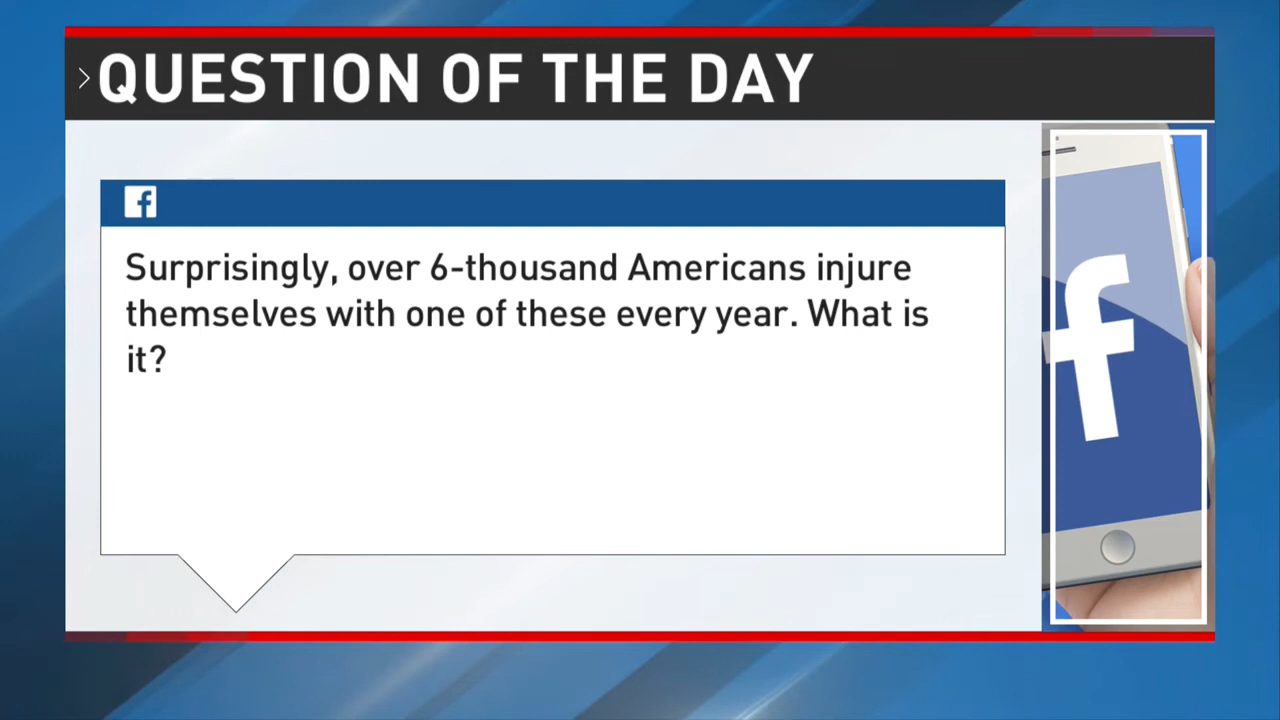 QUESTION OF THE DAY
f
Surprisingly, over 6-thousand Americans injure
themselves with one of these every year. What is
it?
f